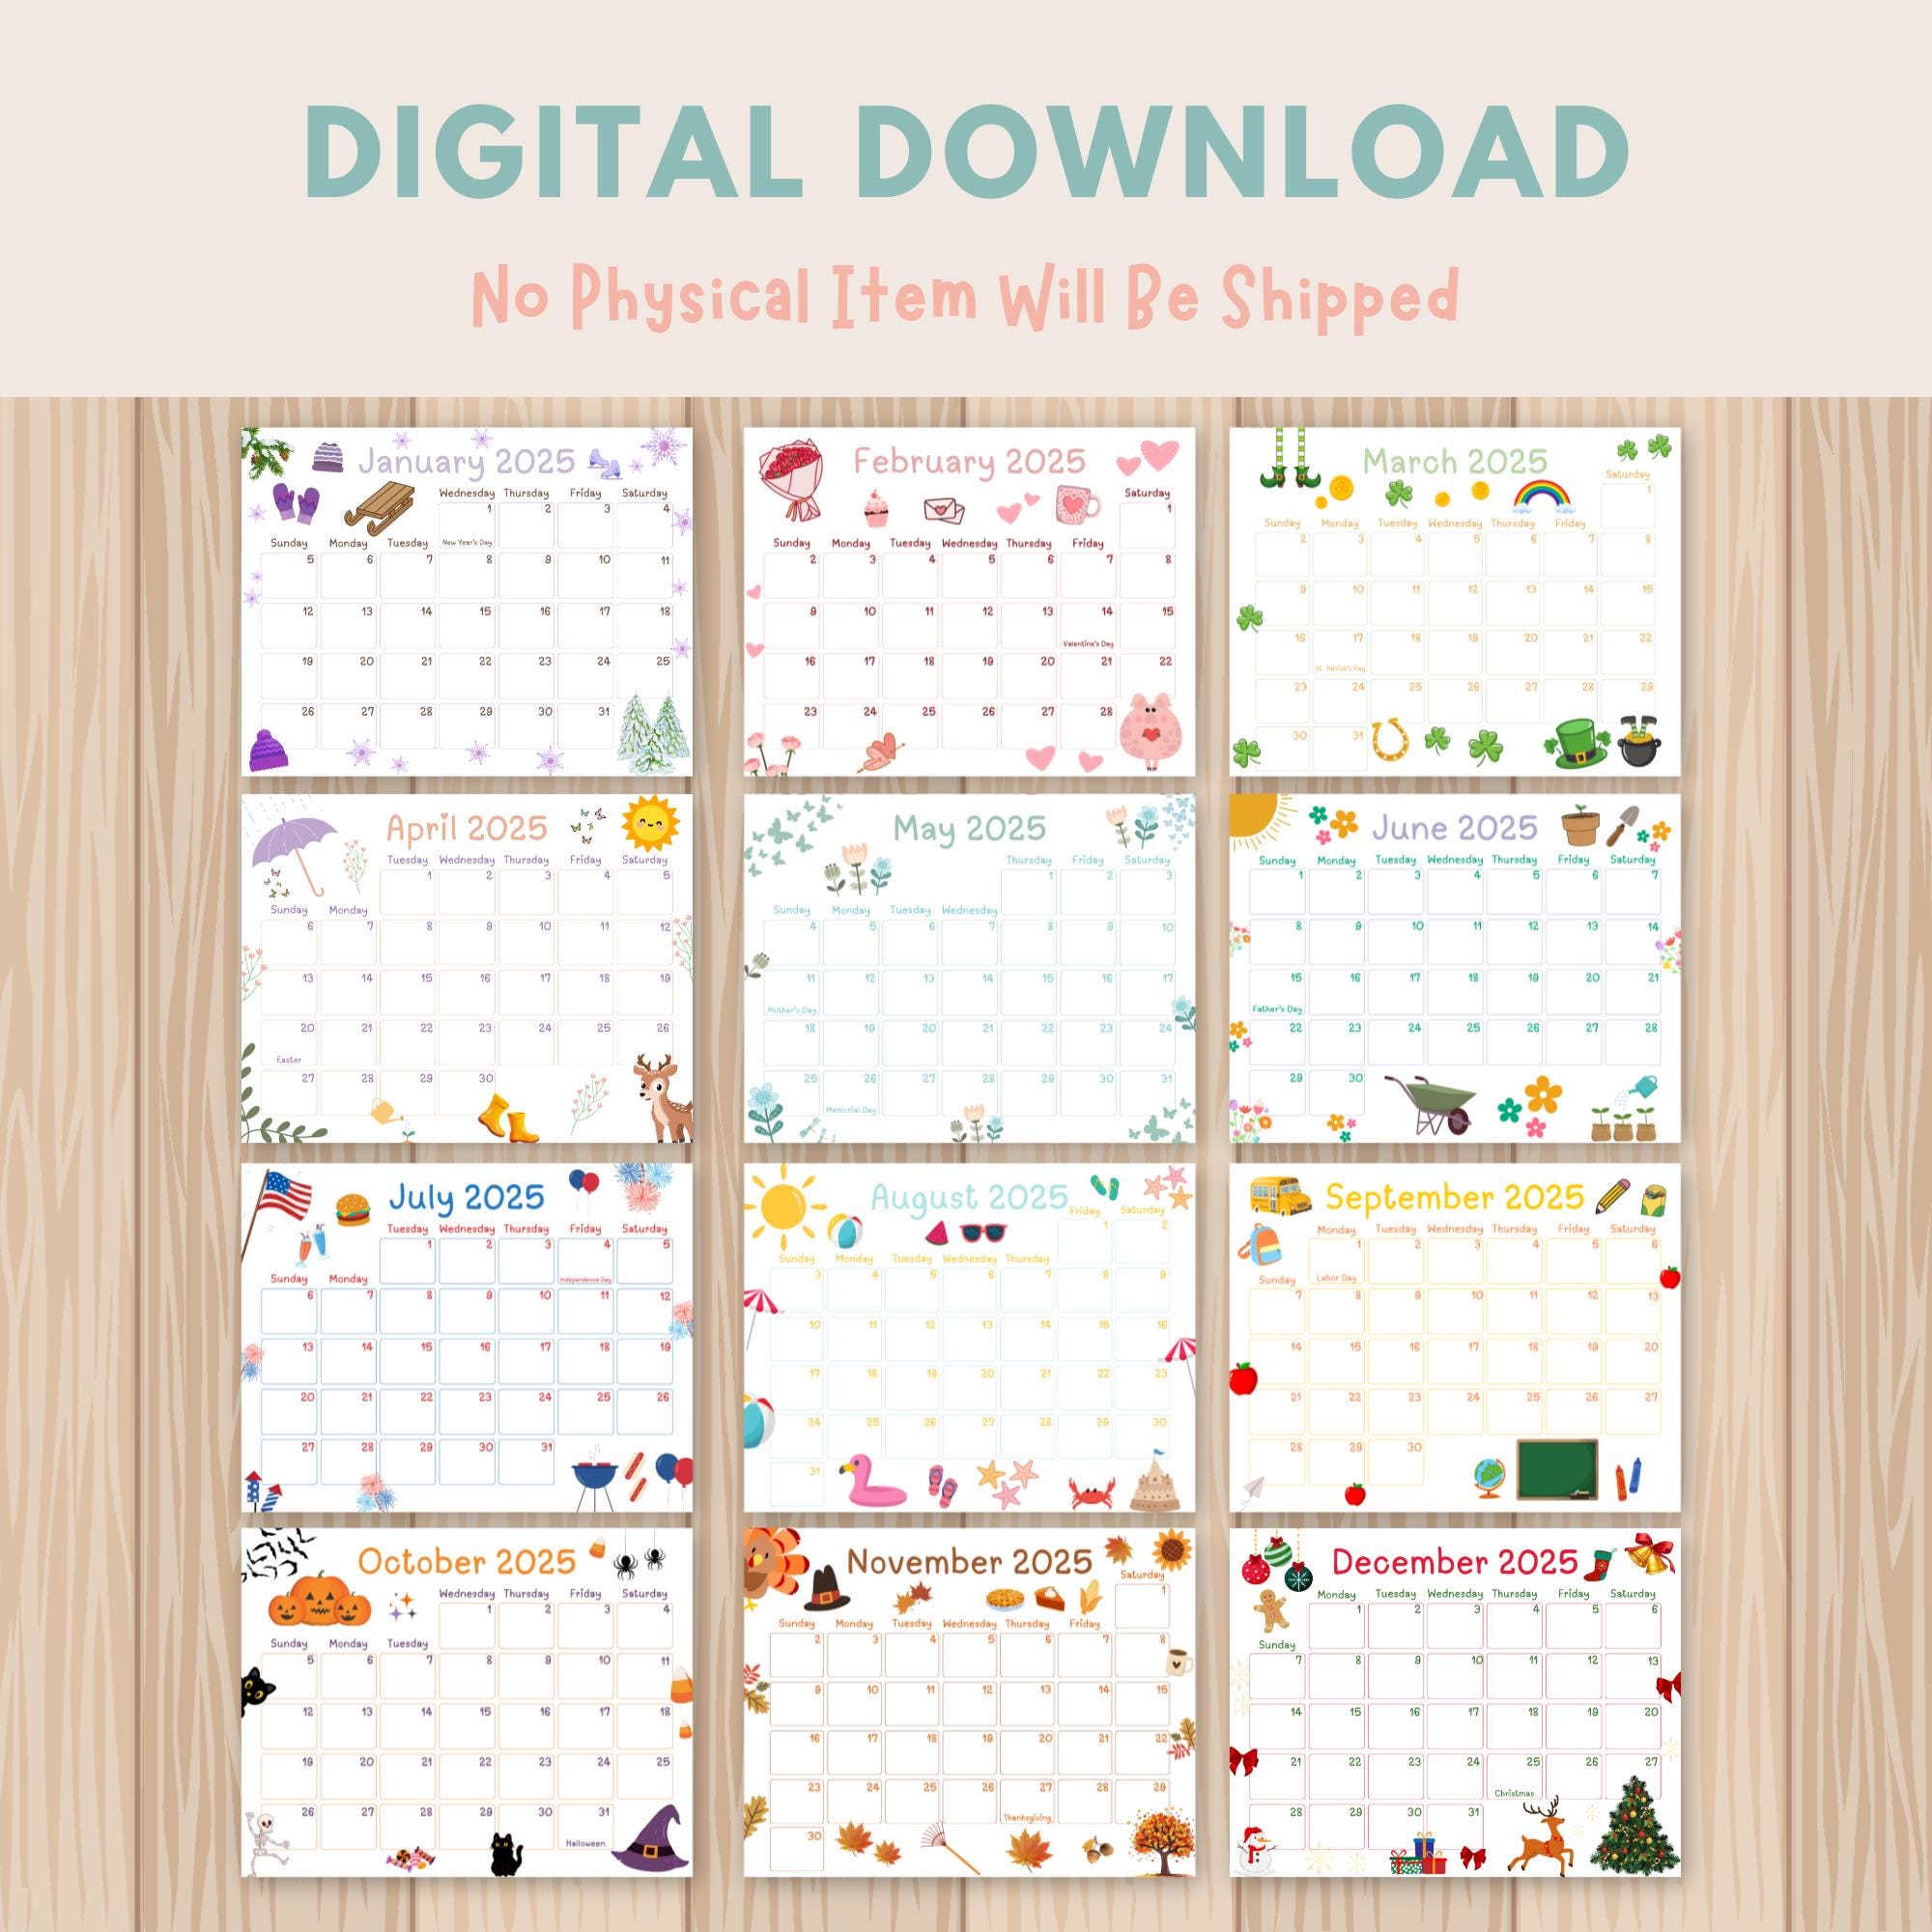 DIGITAL DOWNLOAD
No Physical Item Will Be Shipped
January 2025
Wednesday Thursday Friday Saturday
1 2 3 4
New Year's Day
Sunday Monday Tuesday
5 6 7 8 9 10 11
12 13 14 15 16 17 18
19 20 21 22 23 24 25
26 27 28 29 30 31
February 2025
Saturday
1
Sunday Monday Tuesday Wednesday Thursday Friday
2 3 4 5 6 7 8
9 10 11 12 13 14 15
Valentine's Day
16 17 18 19 20 21 22
23 24 25 26 27 28
March 2025
Saturday
1
Sunday Monday Tuesday Wednesday Thursday Friday
2 3 4 5 6 7 8
9 10 11 12 13 14 15
16 17 18 19 20 21 22
St. Patrick's Day
23 24 25 26 27 28 29
30 31
April 2025
Tuesday Wednesday Thursday Friday Saturday
1 2 3 4 5
Sunday Monday
6 7 8 9 10 11 12
13 14 15 16 17 18 19
20 21 22 23 24 25 26
Easter
27 28 29 30
May 2025
Thursday Friday Saturday
1 2 3
Sunday Monday Tuesday Wednesday
4 5 6 7 8 9 10
11 12 13 14 15 16 17
Mother's Day
18 19 20 21 22 23 24
25 26 27 28 29 30 31
Memorial Day
June 2025
Sunday Monday Tuesday Wednesday Thursday Friday Saturday
1 2 3 4 5 6 7
8 9 10 11 12 13 14
15 16 17 18 19 20 21
Father's Day
22 23 24 25 26 27 28
29 30
July 2025
Tuesday Wednesday Thursday Friday Saturday
1 2 3 4 5
Independence Day
Sunday Monday
6 7 8 9 10 11 12
13 14 15 16 17 18 19
20 21 22 23 24 25 26
27 28 29 30 31
August 2025
Friday Saturday
1 2
Sunday Monday Tuesday Wednesday Thursday
3 4 5 6 7 8 9
10 11 12 13 14 15 16
17 18 19 20 21 22 23
24 25 26 27 28 29 30
31
September 2025
Monday Tuesday Wednesday Thursday Friday Saturday
1 2 3 4 5 6
Labor Day
Sunday
7 8 9 10 11 12 13
14 15 16 17 18 19 20
21 22 23 24 25 26 27
28 29 30
October 2025
Wednesday Thursday Friday Saturday
1 2 3 4
Sunday Monday Tuesday
5 6 7 8 9 10 11
12 13 14 15 16 17 18
19 20 21 22 23 24 25
26 27 28 29 30 31
Halloween
November 2025
Saturday
1
Sunday Monday Tuesday Wednesday Thursday Friday
2 3 4 5 6 7 8
9 10 11 12 13 14 15
16 17 18 19 20 21 22
23 24 25 26 27 28 29
Thanksgiving
30
December 2025
Monday Tuesday Wednesday Thursday Friday Saturday
1 2 3 4 5 6
Sunday
7 8 9 10 11 12 13
14 15 16 17 18 19 20
21 22 23 24 25 26 27
Christmas
28 29 30 31